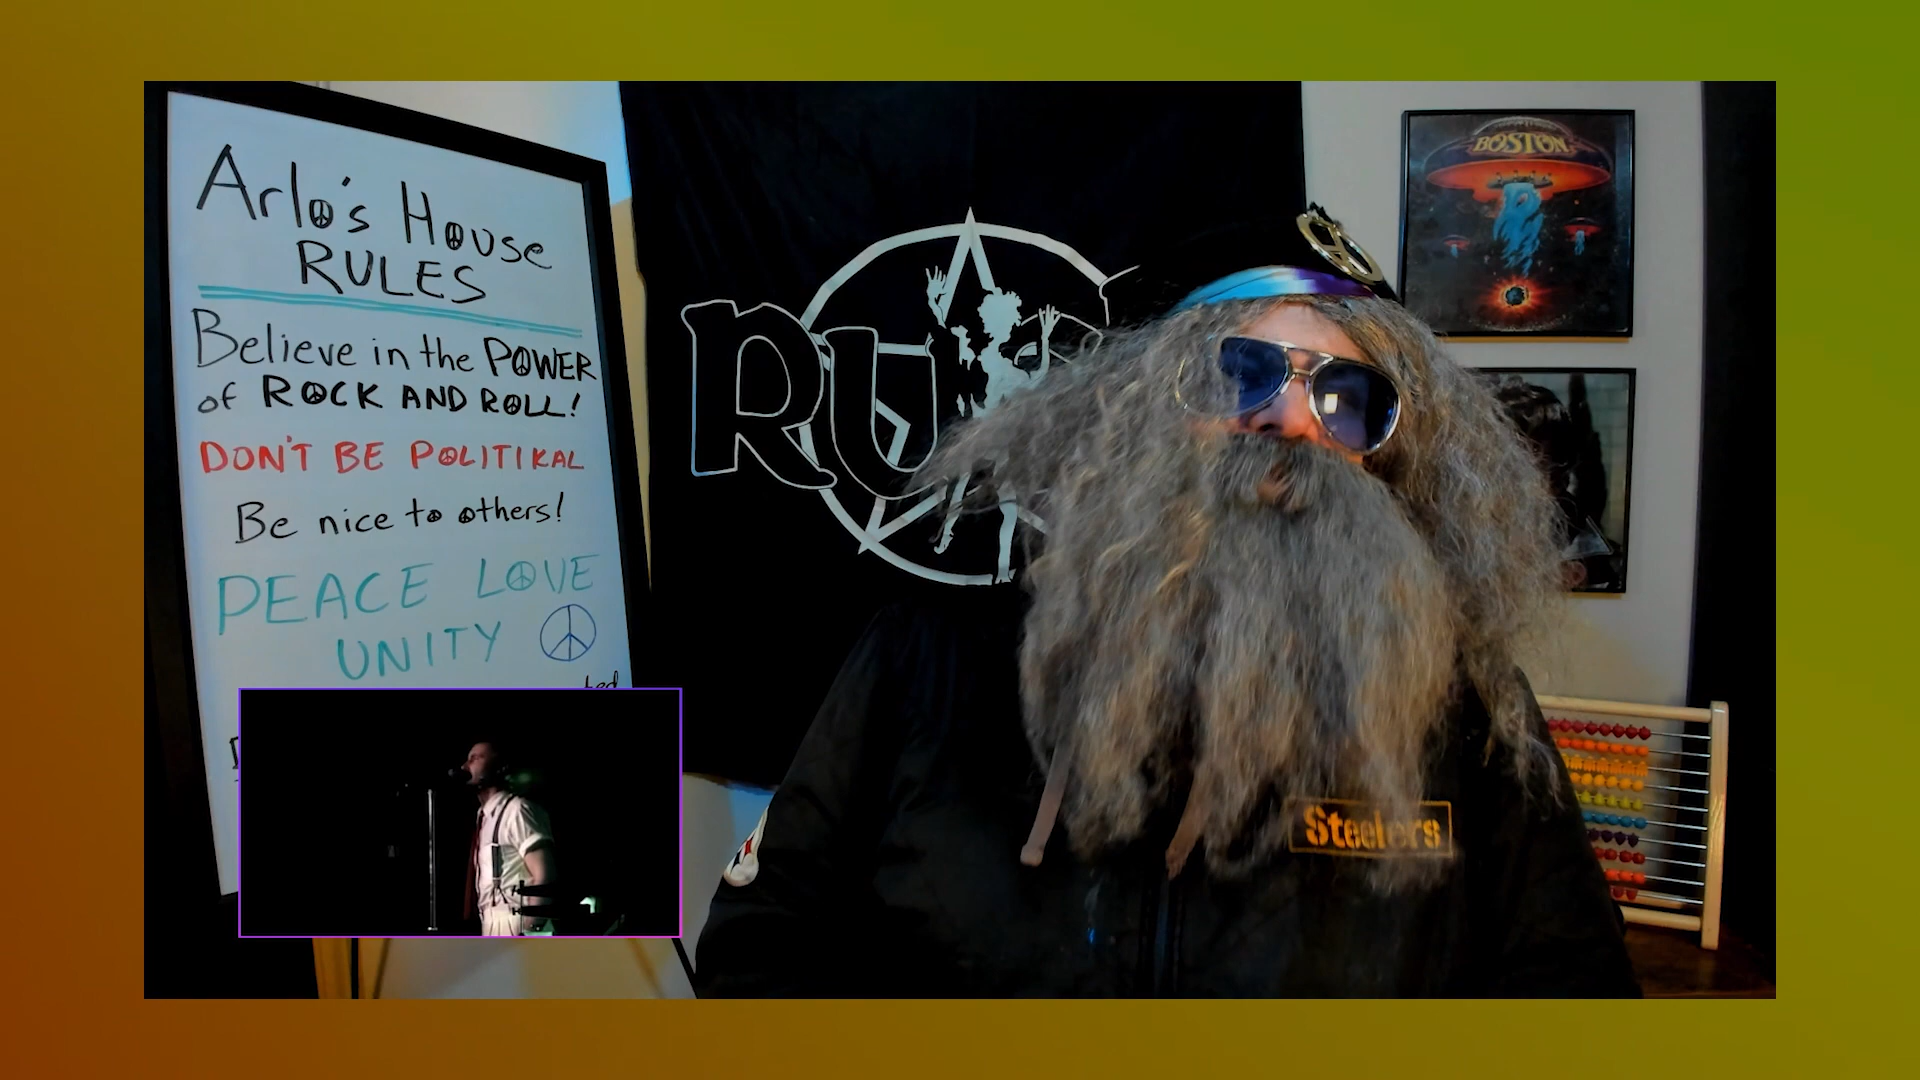 Arlo's House
RULES
Believe in the POWER
of ROCK AND ROLL!
DON'T BE POLITIKAL
Be nice to others!
PEACE LOVE
UNITY
RU
BOSTON
Steelers